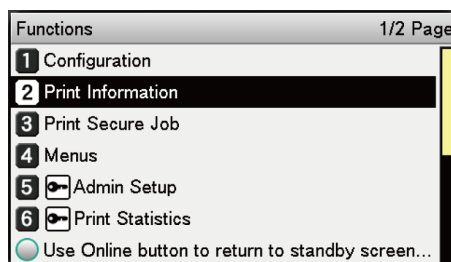 Functions 1/2 Page
1 Configuration
2 Print Information
3 Print Secure Job
4 Menus
5 Admin Setup
6 Print Statistics
Use Online button to return to standby screen...